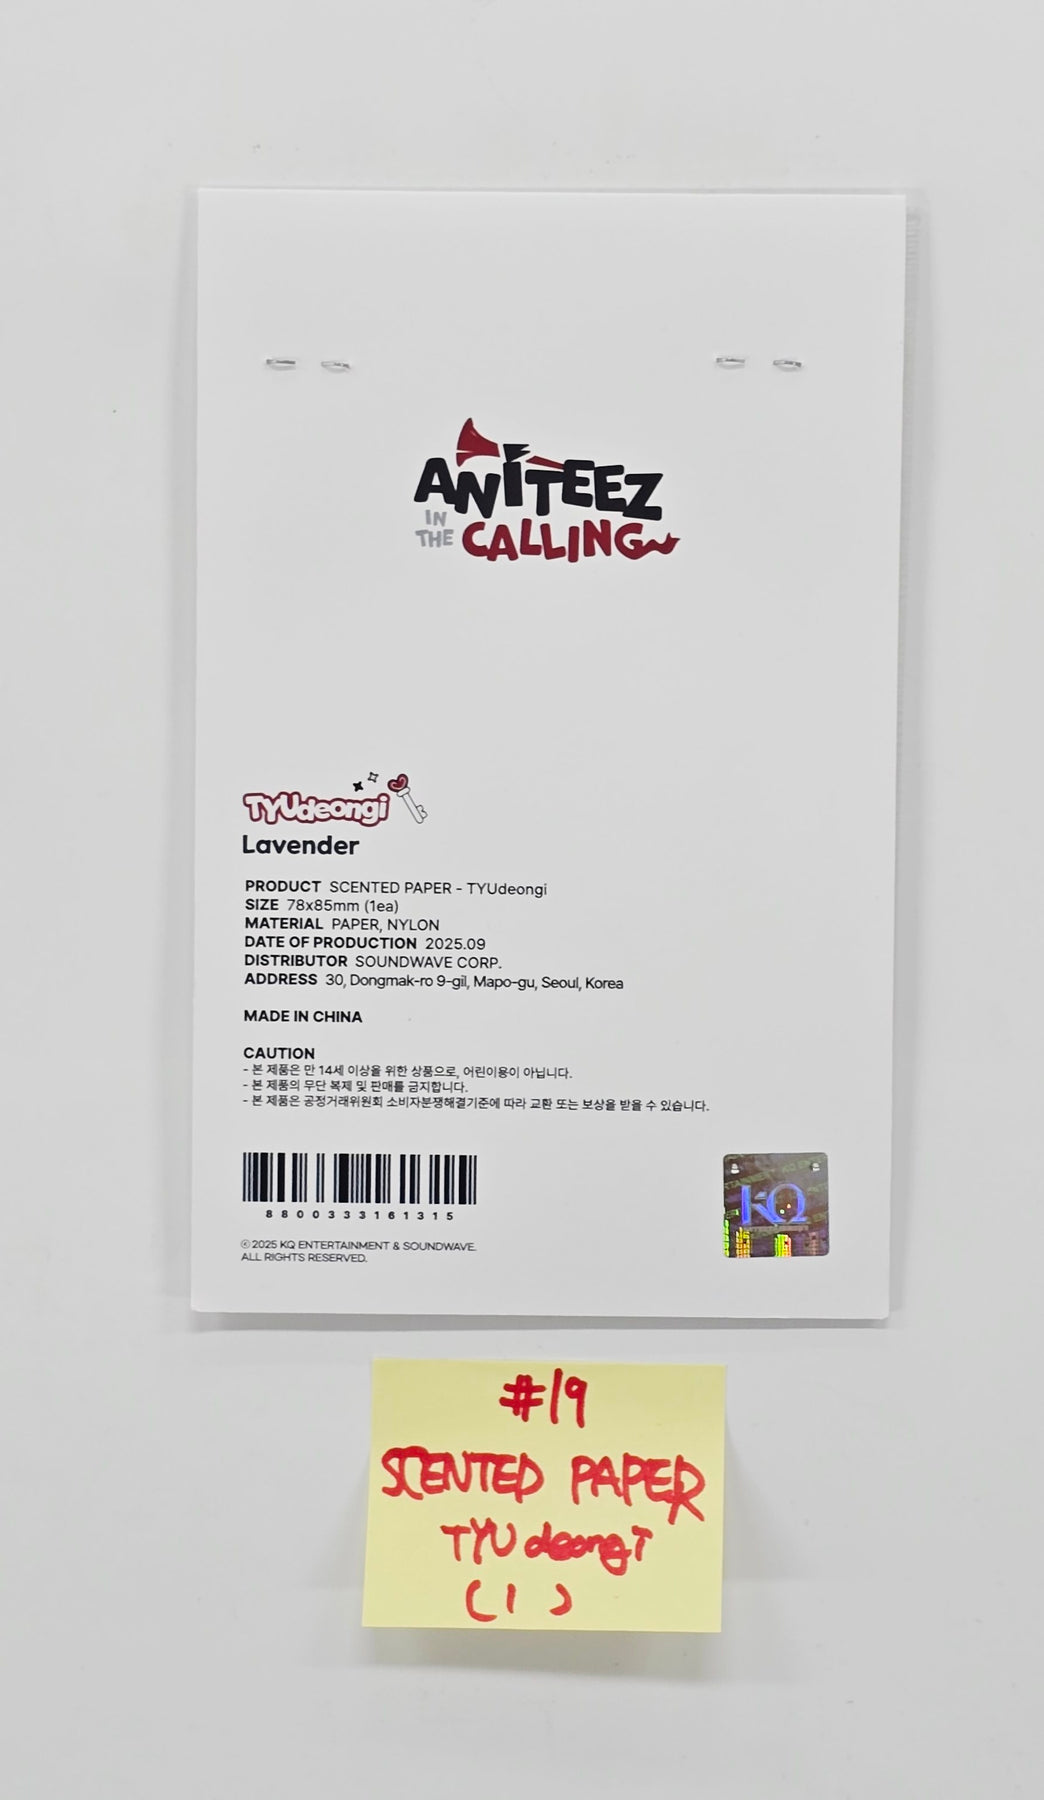 ANITEEZ
IN THE CALLING
TYUdeongi
Lavender
PRODUCT SCENTED PAPER - TYUdeongi
SIZE 78x85mm (1ea)
MATERIAL PAPER, NYLON
DATE OF PRODUCTION 2025.09
DISTRIBUTOR SOUNDWAVE CORP.
ADDRESS 30, Dongmak-ro 9-gil, Mapo-gu, Seoul, Korea
MADE IN CHINA
CAUTION
- 본 제품은 만 14세 이상을 위한 상품으로, 어린이용이 아닙니다.
- 본 제품의 무단 복제 및 판매를 금지합니다.
- 본 제품은 공정거래위원회 소비자분쟁해결기준에 따라 교환 또는 보상을 받을 수 있습니다.
8800333161315
©2025 KQ ENTERTAINMENT & SOUNDWAVE.
ALL RIGHTS RESERVED.
KQ
#19
SCENTED PAPER
TYUdeongi
(1)